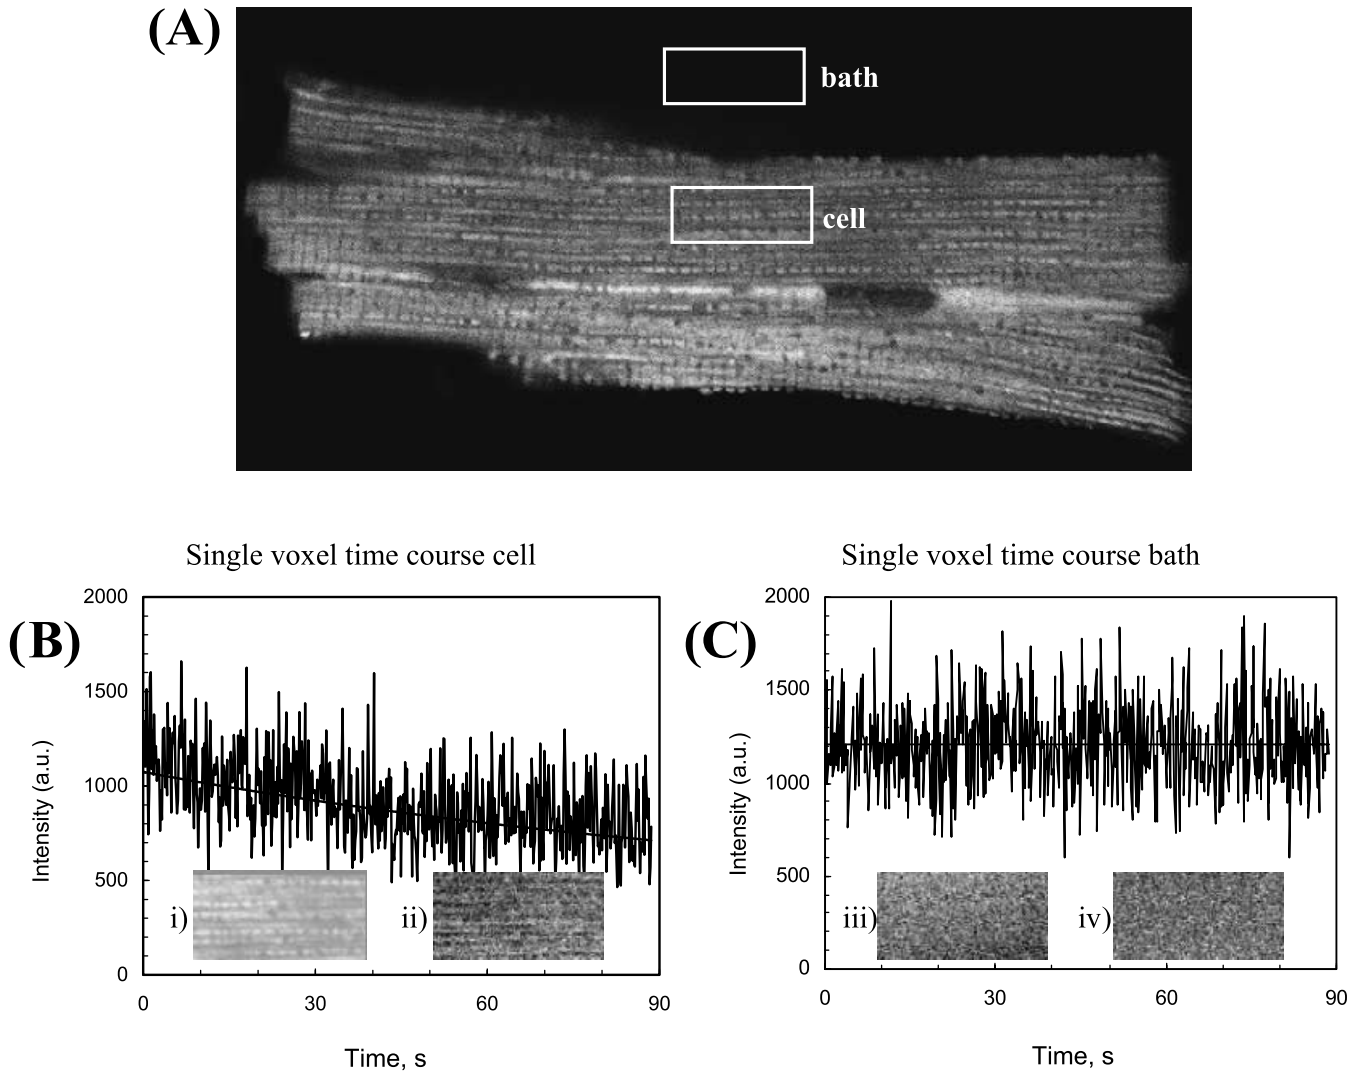 (A)
bath
cell
Single voxel time course cell
Single voxel time course bath
(B)
2000
1500
1000
500
0
Intensity (a.u.)
i)
ii)
0
30
60
90
Time, s
(C)
2000
1500
1000
500
0
Intensity (a.u.)
iii)
iv)
0
30
60
90
Time, s